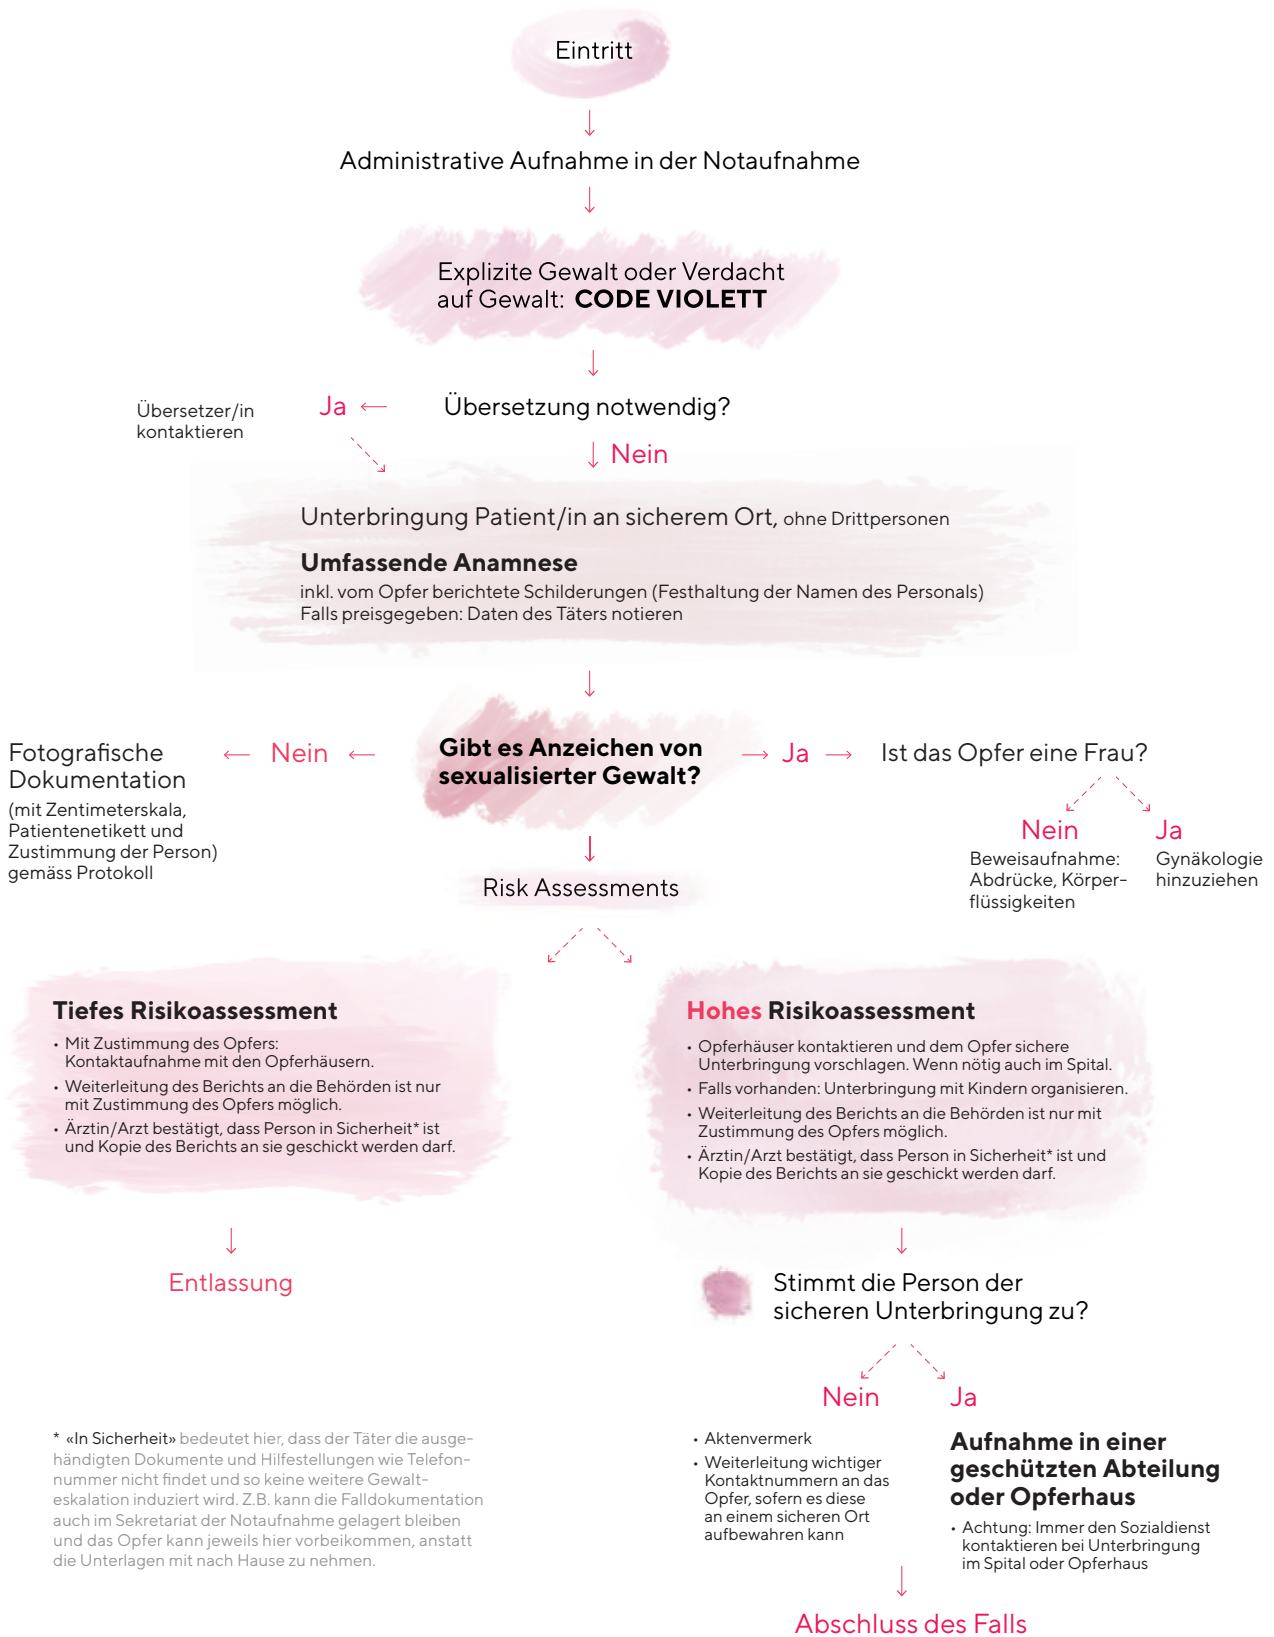 Eintritt
Administrative Aufnahme in der Notaufnahme
Explizite Gewalt oder Verdacht
auf Gewalt: CODE VIOLETT
Übersetzer/in
kontaktieren
Ja
Übersetzung notwendig?
Nein
Unterbringung Patient/in an sicherem Ort, ohne Drittpersonen
Umfassende Anamnese
inkl. vom Opfer berichtete Schilderungen (Festhaltung der Namen des Personals)
Falls preisgegeben: Daten des Täters notieren
Gibt es Anzeichen von
sexualisierter Gewalt?
Nein
Fotografische
Dokumentation
(mit Zentimeterskala,
Patientenetikett und
Zustimmung der Person)
gemäss Protokoll
Ja
Ist das Opfer eine Frau?
Nein
Beweisaufnahme:
Abdrücke, Körper-
flüssigkeiten
Ja
Gynäkologie
hinzuziehen
Risk Assessments
Tiefes Risikoassessment
• Mit Zustimmung des Opfers:
Kontaktaufnahme mit den Opferhäusern.
• Weiterleitung des Berichts an die Behörden ist nur
mit Zustimmung des Opfers möglich.
• Ärztin/Arzt bestätigt, dass Person in Sicherheit* ist
und Kopie des Berichts an sie geschickt werden darf.
Entlassung
Hohes Risikoassessment
• Opferhäuser kontaktieren und dem Opfer sichere
Unterbringung vorschlagen. Wenn nötig auch im Spital.
• Falls vorhanden: Unterbringung mit Kindern organisieren.
• Weiterleitung des Berichts an die Behörden ist nur mit
Zustimmung des Opfers möglich.
• Ärztin/Arzt bestätigt, dass Person in Sicherheit* ist und
Kopie des Berichts an sie geschickt werden darf.
Stimmt die Person der
sicheren Unterbringung zu?
Nein
• Aktenvermerk
• Weiterleitung wichtiger
Kontaktnummern an das
Opfer, sofern es diese
an einem sicheren Ort
aufbewahren kann
Ja
Aufnahme in einer
geschützten Abteilung
oder Opferhaus
• Achtung: Immer den Sozialdienst
kontaktieren bei Unterbringung
im Spital oder Opferhaus
Abschluss des Falls
* «In Sicherheit» bedeutet hier, dass der Täter die ausge-
händigten Dokumente und Hilfestellungen wie Telefon-
nummer nicht findet und so keine weitere Gewalt-
eskalation induziert wird. Z.B. kann die Falldokumentation
auch im Sekretariat der Notaufnahme gelagert bleiben
und das Opfer kann jeweils hier vorbeikommen, anstatt
die Unterlagen mit nach Hause zu nehmen.